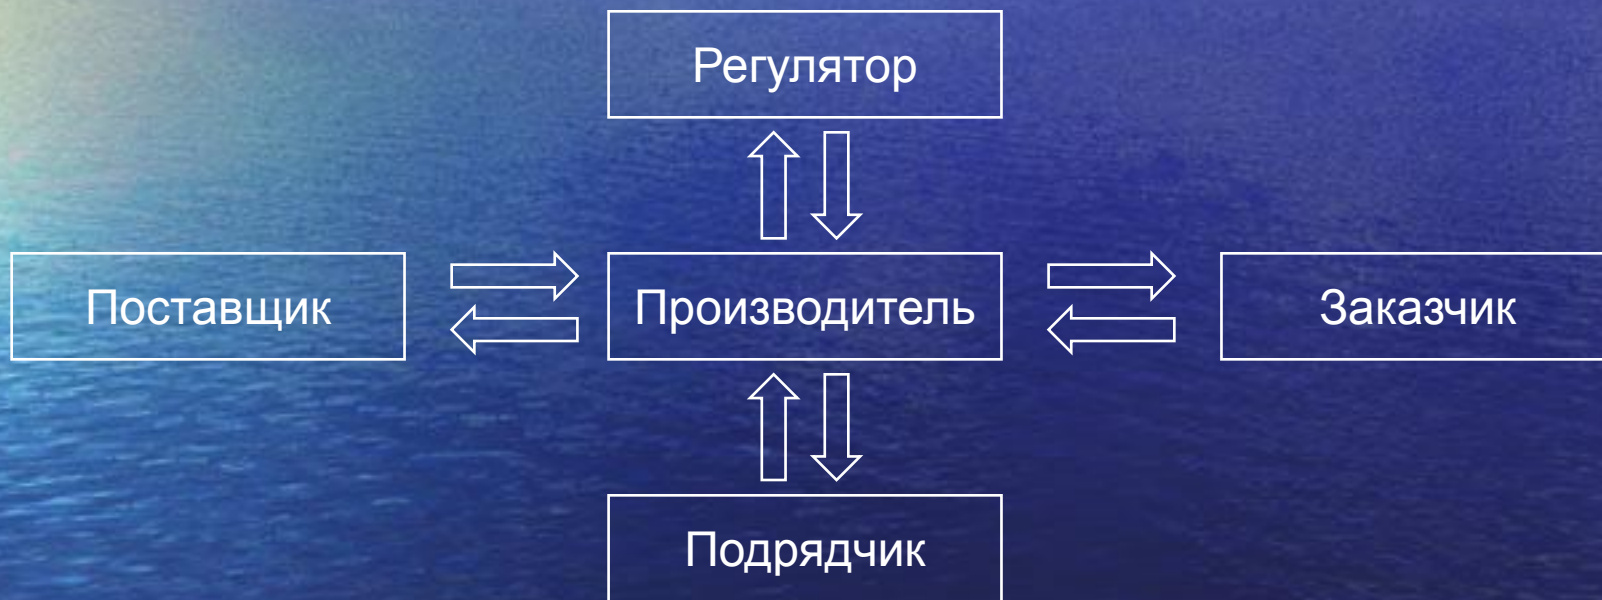 Регулятор
Поставщик
Производитель
Заказчик
Подрядчик